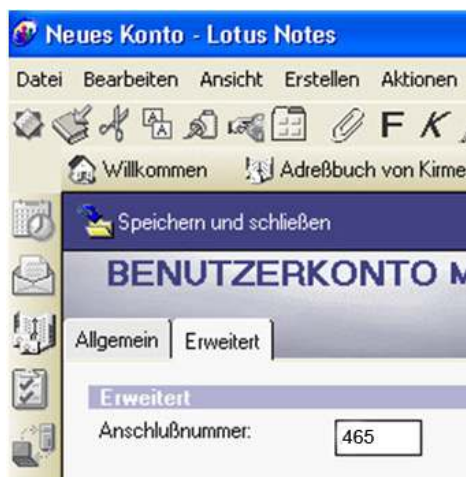 Neues Konto - Lotus Notes
Datei Bearbeiten Ansicht Erstellen Aktionen
F K
Willkommen Adreßbuch von Kirme
Speichern und schließen
BENUTZERKONTO M
Allgemein Erweitert
Erweitert
Anschlußnummer: 465